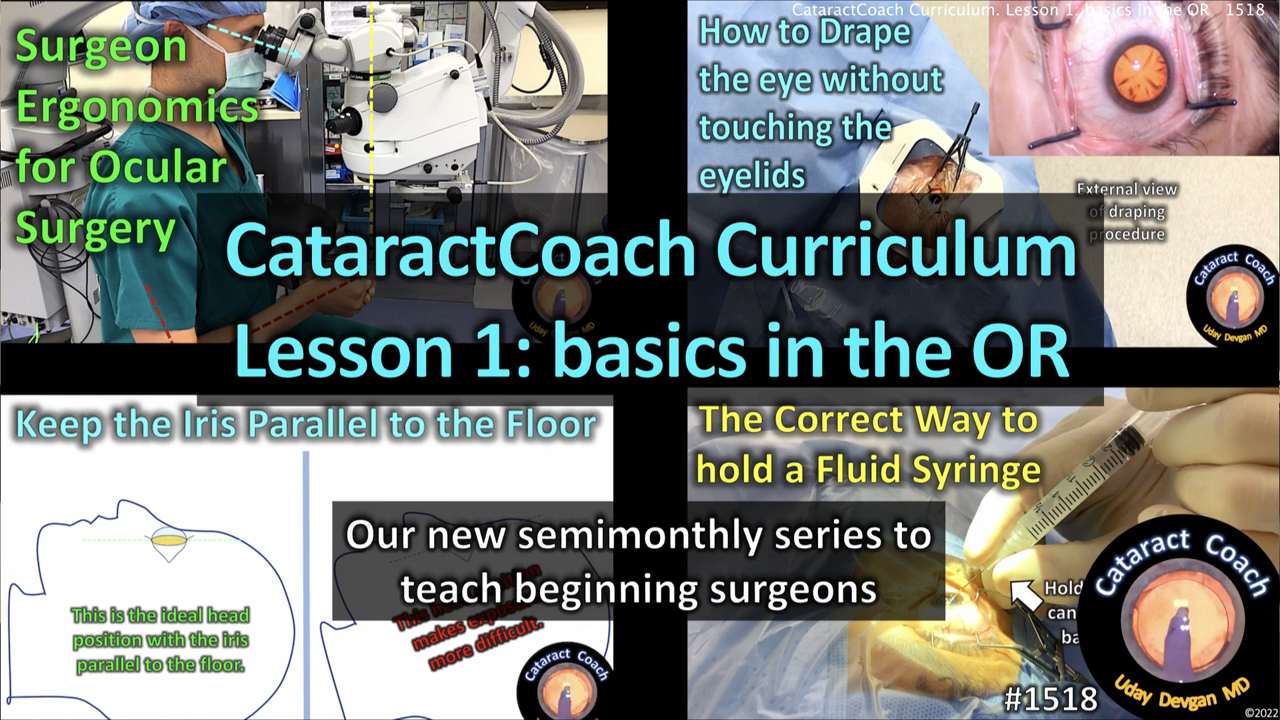 CataractCoach Curriculum. Lesson 1: basics in the OR 1518
Surgeon
Ergonomics
for Ocular
Surgery
How to Drape
the eye without
touching the
eyelids
External view
of draping
procedure
Cataract Coach
Uday Devgan MD
CataractCoach Curriculum
Lesson 1: basics in the OR
Keep the Iris Parallel to the Floor
This is the ideal head
position with the iris
parallel to the floor.
This
makes
more difficult.
Cataract Coach
The Correct Way to
hold a Fluid Syringe
Our new semimonthly series to
teach beginning surgeons
Hold
Cataract Coach
Uday Devgan MD
#1518
©2022